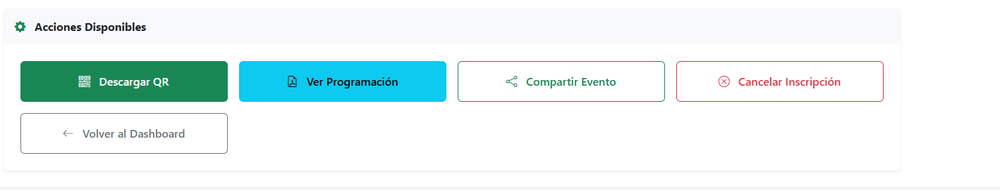 Acciones Disponibles
Descargar QR
Ver Programación
Compartir Evento
Cancelar Inscripción
Volver al Dashboard